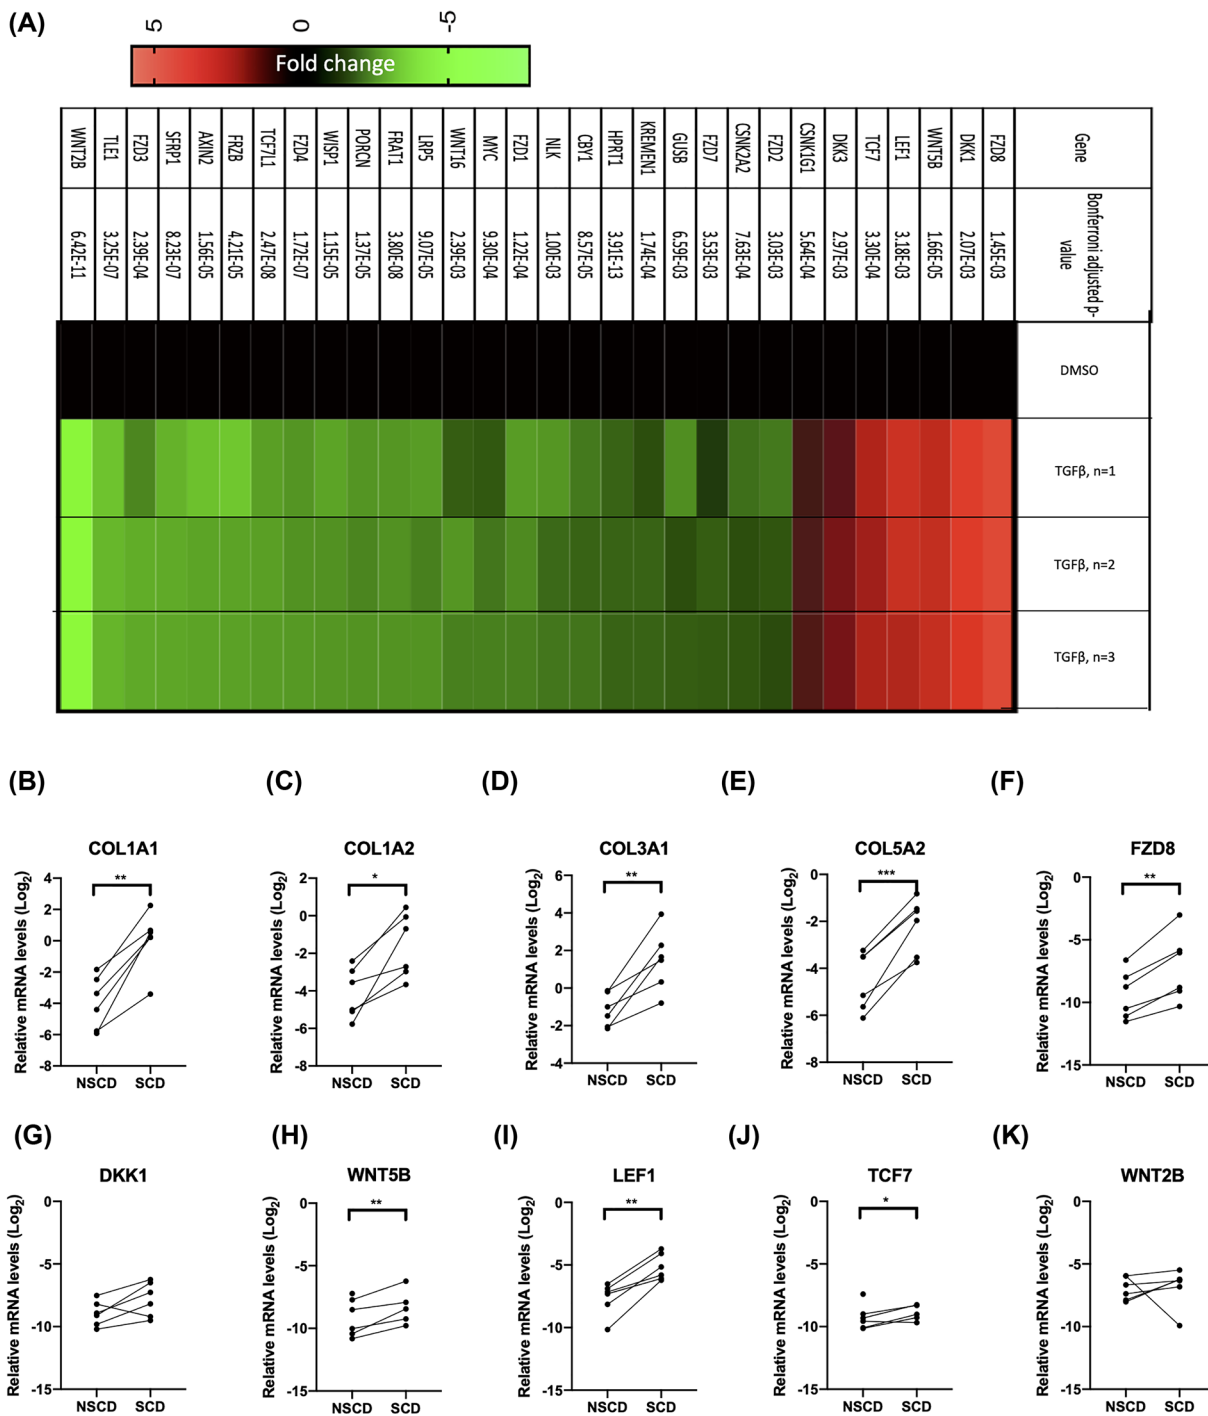 (A)
5 0 -5
Fold change
WNT2B TLE1 FZD3 SFRP1 AXIN2 FRZB TCF7L1 FZD4 WISP1 PORCN FRAT1 LRP5 WNT16 MYC FZD1 NLK CBY1 HPRT1 KREMEN1 GUSB FZD7 CSNK2A2 FZD2 CSNK1G1 DKK3 TCF7 LEF1 WNT5B DKK1 FZD8 Gene
6.42E-11 3.25E-07 2.39E-04 8.23E-07 1.56E-05 4.21E-05 2.47E-08 1.72E-07 1.15E-05 1.37E-05 3.80E-08 9.07E-05 2.39E-03 9.30E-04 1.22E-04 1.00E-03 8.57E-05 3.91E-13 1.74E-04 6.59E-03 3.53E-03 7.63E-04 3.03E-03 5.64E-04 2.97E-03 3.30E-04 3.18E-03 1.66E-05 2.07E-03 1.45E-03 Bonferroni adjusted p-
value
DMSO
TGFβ, n=1
TGFβ, n=2
TGFβ, n=3
(B) (C) (D) (E) (F)
COL1A1
**
Relative mRNA levels (Log2)
4
2
0
-2
-4
-6
-8
NSCD SCD
COL1A2
*
Relative mRNA levels (Log2)
2
0
-2
-4
-6
-8
NSCD SCD
COL3A1
**
Relative mRNA levels (Log2)
6
4
2
0
-2
-4
NSCD SCD
COL5A2
***
Relative mRNA levels (Log2)
0
-2
-4
-6
-8
NSCD SCD
FZD8
**
Relative mRNA levels (Log2)
0
-5
-10
-15
NSCD SCD
(G) (H) (I) (J) (K)
DKK1
Relative mRNA levels (Log2)
0
-5
-10
-15
NSCD SCD
WNT5B
**
Relative mRNA levels (Log2)
0
-5
-10
-15
NSCD SCD
LEF1
**
Relative mRNA levels (Log2)
0
-5
-10
-15
NSCD SCD
TCF7
*
Relative mRNA levels (Log2)
0
-5
-10
-15
NSCD SCD
WNT2B
Relative mRNA levels (Log2)
0
-5
-10
-15
NSCD SCD